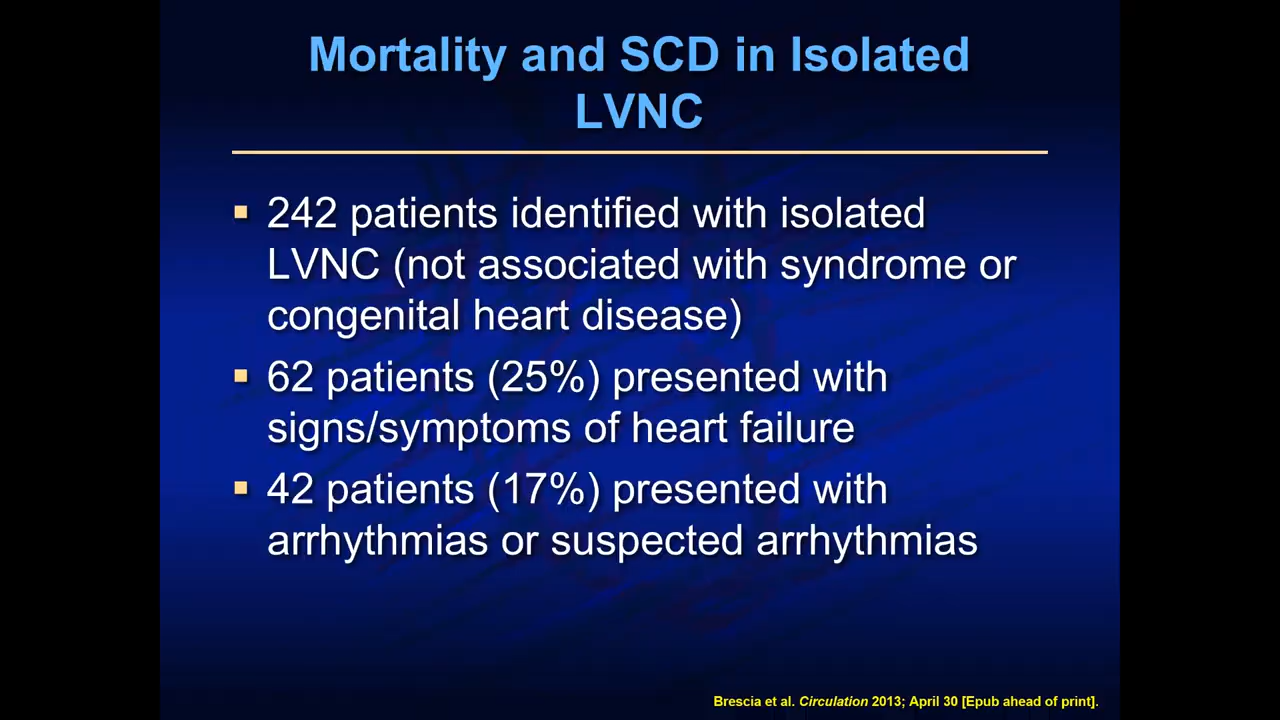 Mortality and SCD in Isolated
LVNC
▪ 242 patients identified with isolated
LVNC (not associated with syndrome or
congenital heart disease)
▪ 62 patients (25%) presented with
signs/symptoms of heart failure
▪ 42 patients (17%) presented with
arrhythmias or suspected arrhythmias
Brescia et al. Circulation 2013; April 30 [Epub ahead of print].